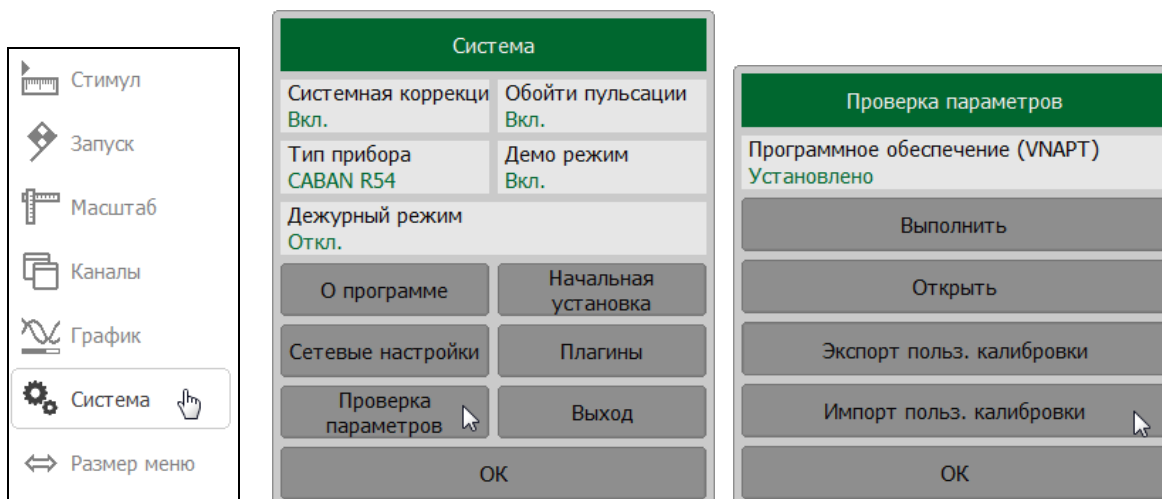 Стимул
Запуск
Масштаб
Каналы
График
Система
Размер меню
Система
Системная коррекци
Вкл.
Обойти пульсации
Вкл.
Тип прибора
CABAN R54
Демо режим
Вкл.
Дежурный режим
Откл.
О программе
Начальная
установка
Сетевые настройки
Плагины
Проверка
параметров
Выход
ОК
Проверка параметров
Программное обеспечение (VNAPT)
Установлено
Выполнить
Открыть
Экспорт польз. калибровки
Импорт польз. калибровки
ОК